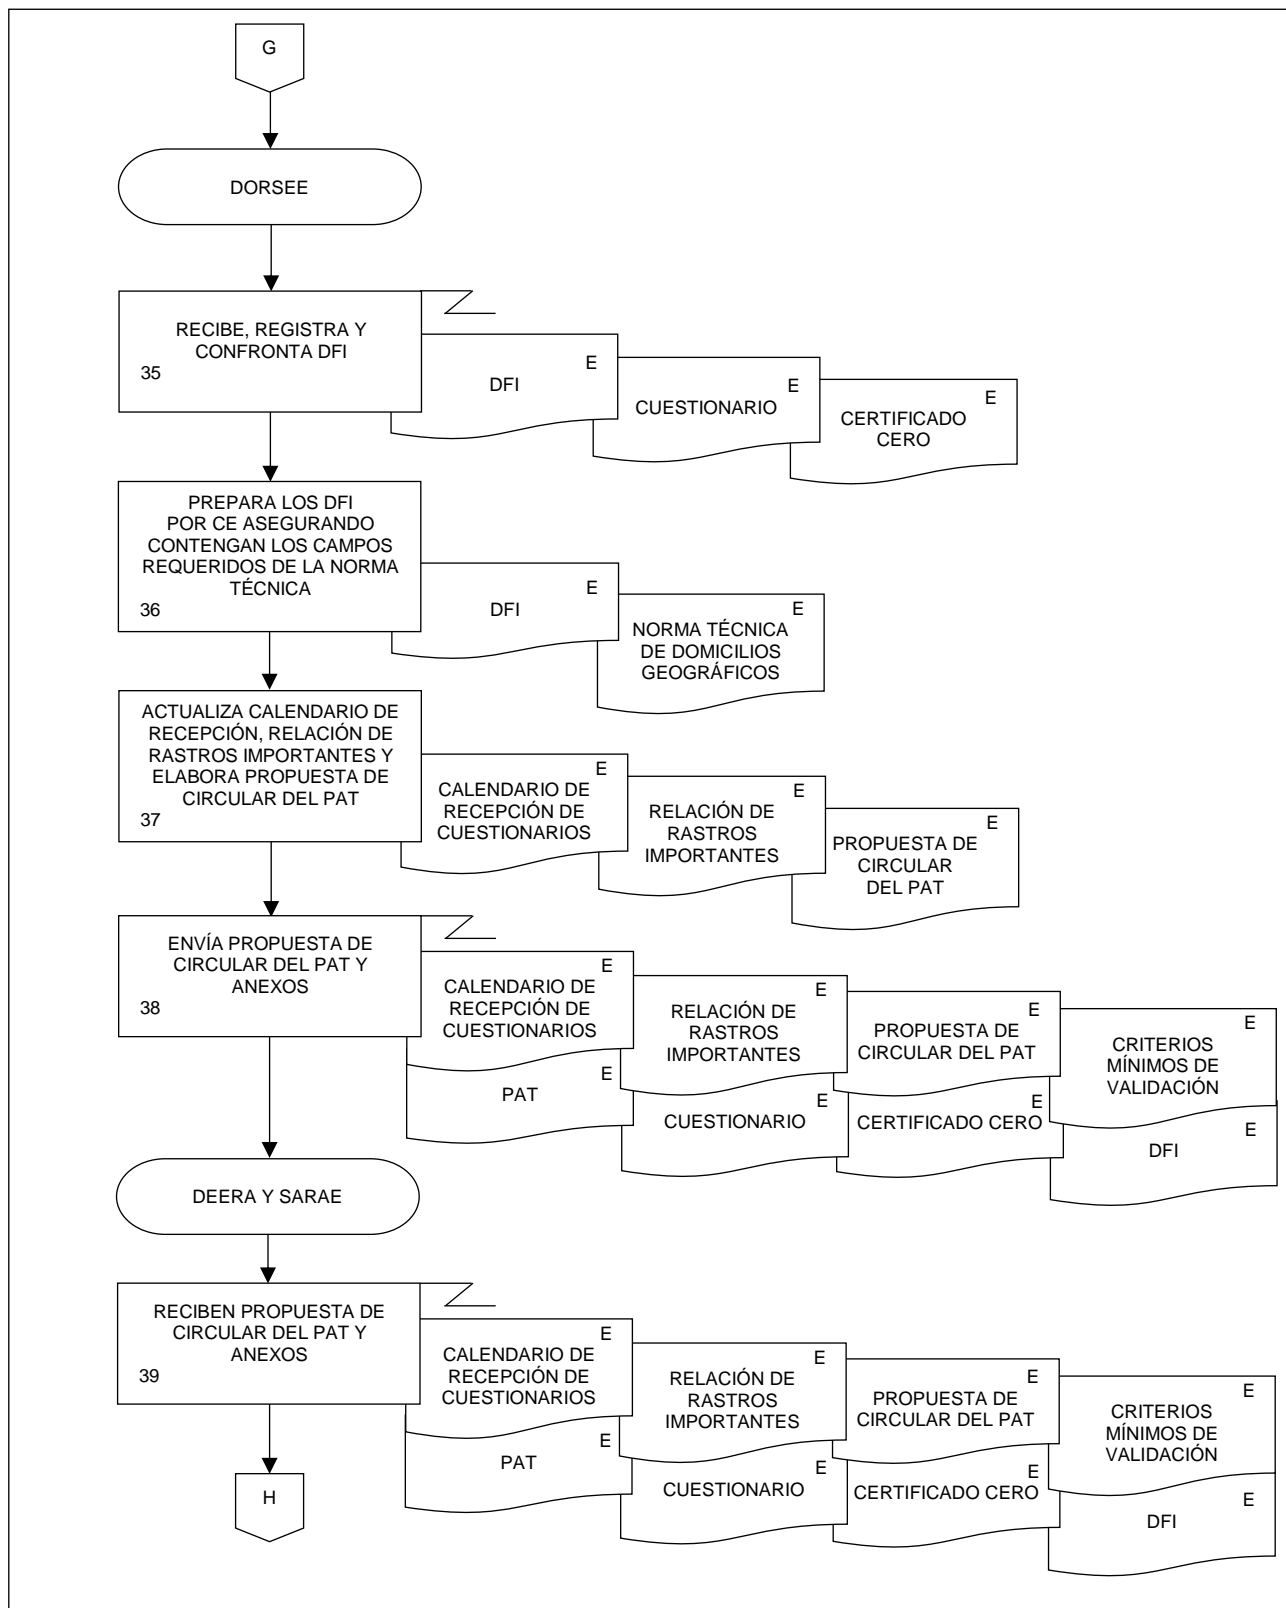 G
DORSEE
RECIBE, REGISTRA Y
CONFRONTA DFI
35
E
DFI
E
CUESTIONARIO
E
CERTIFICADO
CERO
PREPARA LOS DFI
POR CE ASEGURANDO
CONTENGAN LOS CAMPOS
REQUERIDOS DE LA NORMA
TÉCNICA
36
E
DFI
E
NORMA TÉCNICA
DE DOMICILIOS
GEOGRÁFICOS
ACTUALIZA CALENDARIO DE
RECEPCIÓN, RELACIÓN DE
RASTROS IMPORTANTES Y
ELABORA PROPUESTA DE
CIRCULAR DEL PAT
37
E
CALENDARIO DE
RECEPCIÓN DE
CUESTIONARIOS
E
RELACIÓN DE
RASTROS
IMPORTANTES
E
PROPUESTA DE
CIRCULAR
DEL PAT
ENVÍA PROPUESTA DE
CIRCULAR DEL PAT Y
ANEXOS
38
E
CALENDARIO DE
RECEPCIÓN DE
CUESTIONARIOS
E
RELACIÓN DE
RASTROS
IMPORTANTES
E
PROPUESTA DE
CIRCULAR DEL PAT
E
CRITERIOS
MÍNIMOS DE
VALIDACIÓN
E
PAT
E
CUESTIONARIO
E
CERTIFICADO CERO
E
DFI
DEERA Y SARAE
RECIBEN PROPUESTA DE
CIRCULAR DEL PAT Y
ANEXOS
39
E
CALENDARIO DE
RECEPCIÓN DE
CUESTIONARIOS
E
RELACIÓN DE
RASTROS
IMPORTANTES
E
PROPUESTA DE
CIRCULAR DEL PAT
E
CRITERIOS
MÍNIMOS DE
VALIDACIÓN
E
PAT
E
CUESTIONARIO
E
CERTIFICADO CERO
E
DFI
H